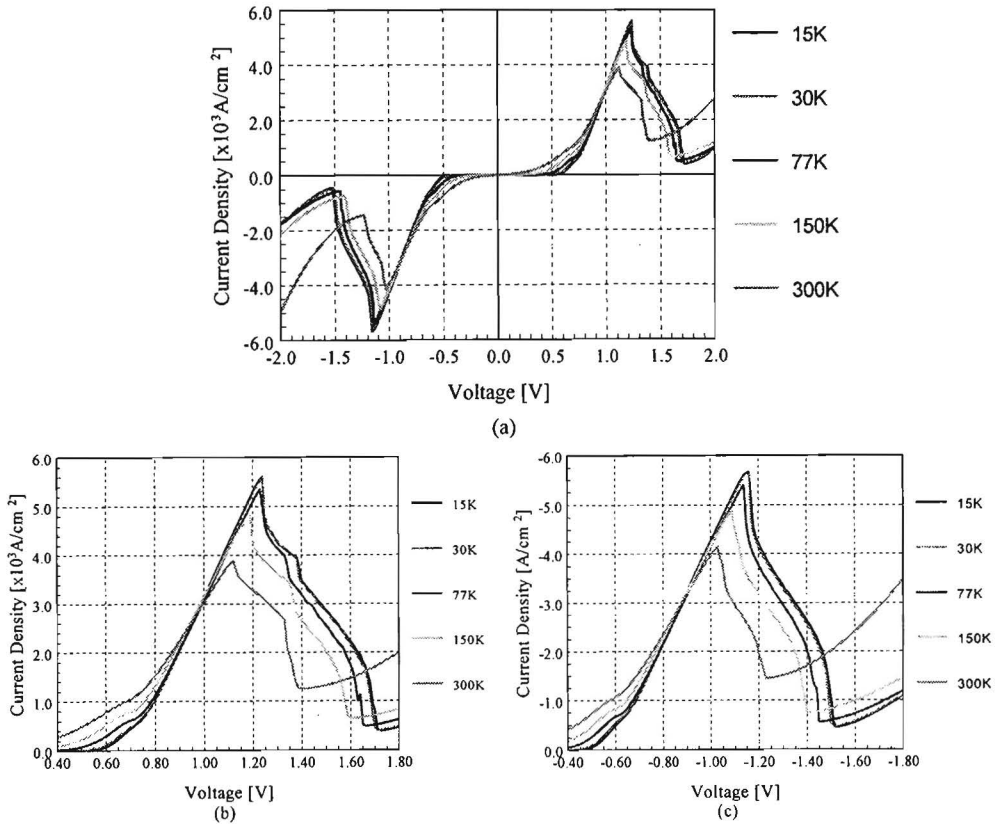 6.0
4.0
2.0
0.0
-2.0
-4.0
-6.0
Current Density [x10³A/cm²]
-2.0 -1.5 -1.0 -0.5 0.0 0.5 1.0 1.5 2.0
Voltage [V]
15K
30K
77K
150K
300K
(a)
6.0
5.0
4.0
3.0
2.0
1.0
0.0
Current Density [x10³A/cm²]
0.40 0.60 0.80 1.00 1.20 1.40 1.60 1.80
Voltage [V]
15K
30K
77K
150K
300K
(b)
-6.0
-5.0
-4.0
-3.0
-2.0
-1.0
0.0
Current Density [A/cm²]
-0.40 -0.60 -0.80 -1.00 -1.20 -1.40 -1.60 -1.80
Voltage [V]
15K
30K
77K
150K
300K
(c)